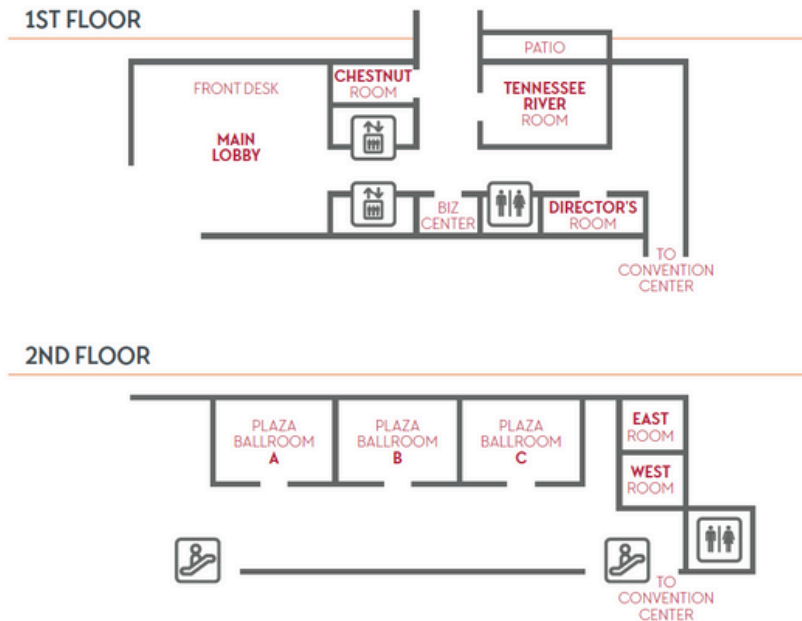 1ST FLOOR
PATIO
FRONT DESK
CHESTNUT
ROOM
TENNESSEE
RIVER
ROOM
MAIN
LOBBY
BIZ
CENTER
DIRECTOR'S
ROOM
TO
CONVENTION
CENTER
2ND FLOOR
PLAZA
BALLROOM
A
PLAZA
BALLROOM
B
PLAZA
BALLROOM
C
EAST
ROOM
WEST
ROOM
TO
CONVENTION
CENTER